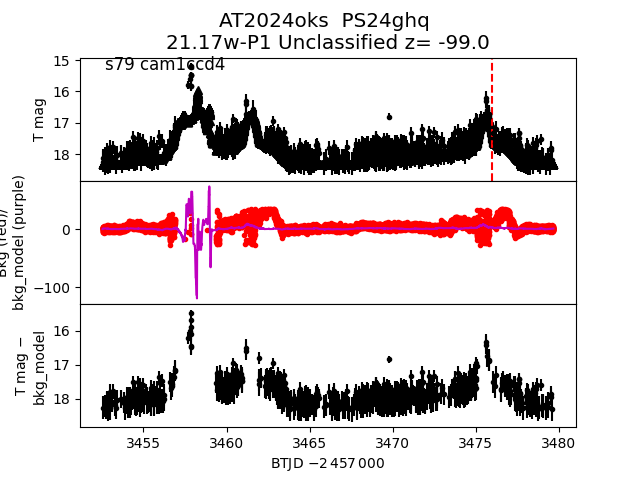 AT2024oks  PS24ghq
21.17w-P1 Unclassified z= -99.0
s79 cam1ccd4
15
16
17
18
T mag
0
−100
Bkg (red)/
bkg_model (purple)
16
17
18
T mag −
bkg_model
3455
3460
3465
3470
3475
3480
BTJD −2 457 000